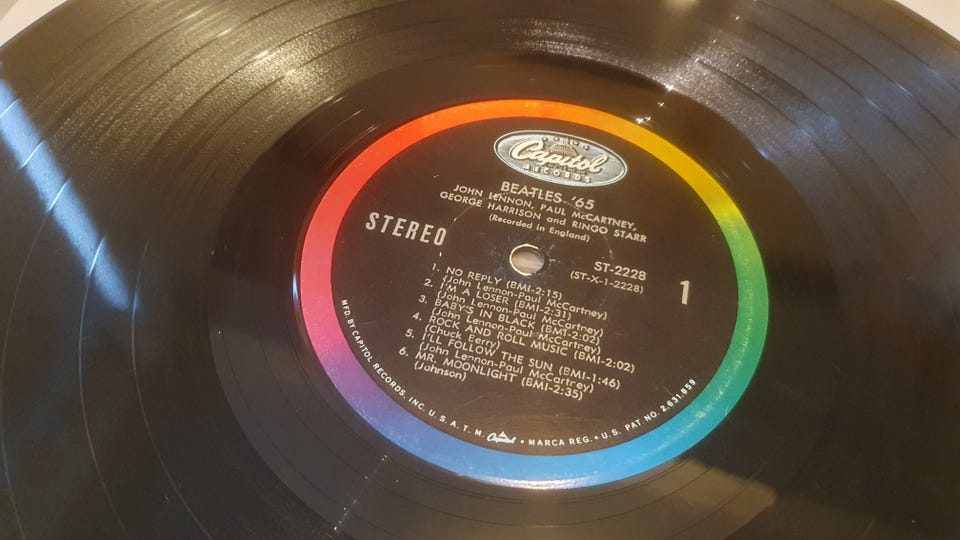 Capitol
RECORDS
BEATLES '65
JOHN LENNON, PAUL McCARTNEY,
GEORGE HARRISON and RINGO STARR
(Recorded in England)
STEREO
ST-2228
(ST-X-1-2228)
1
1. NO REPLY (BMI-2:15)
(John Lennon-Paul McCartney)
2. I'M A LOSER (BMI-2:31)
(John Lennon-Paul McCartney)
3. BABY'S IN BLACK (BMI-2:02)
(John Lennon-Paul McCartney)
4. ROCK AND ROLL MUSIC (BMI-2:02)
(Chuck Berry)
5. I'LL FOLLOW THE SUN (BMI-1:46)
(John Lennon-Paul McCartney)
6. MR. MOONLIGHT (BMI-2:35)
(Johnson)
MF'D. BY CAPITOL RECORDS, INC. U. S. A. T. M. Capitol • MARCA REG. • U. S. PAT. NO. 2,631,859